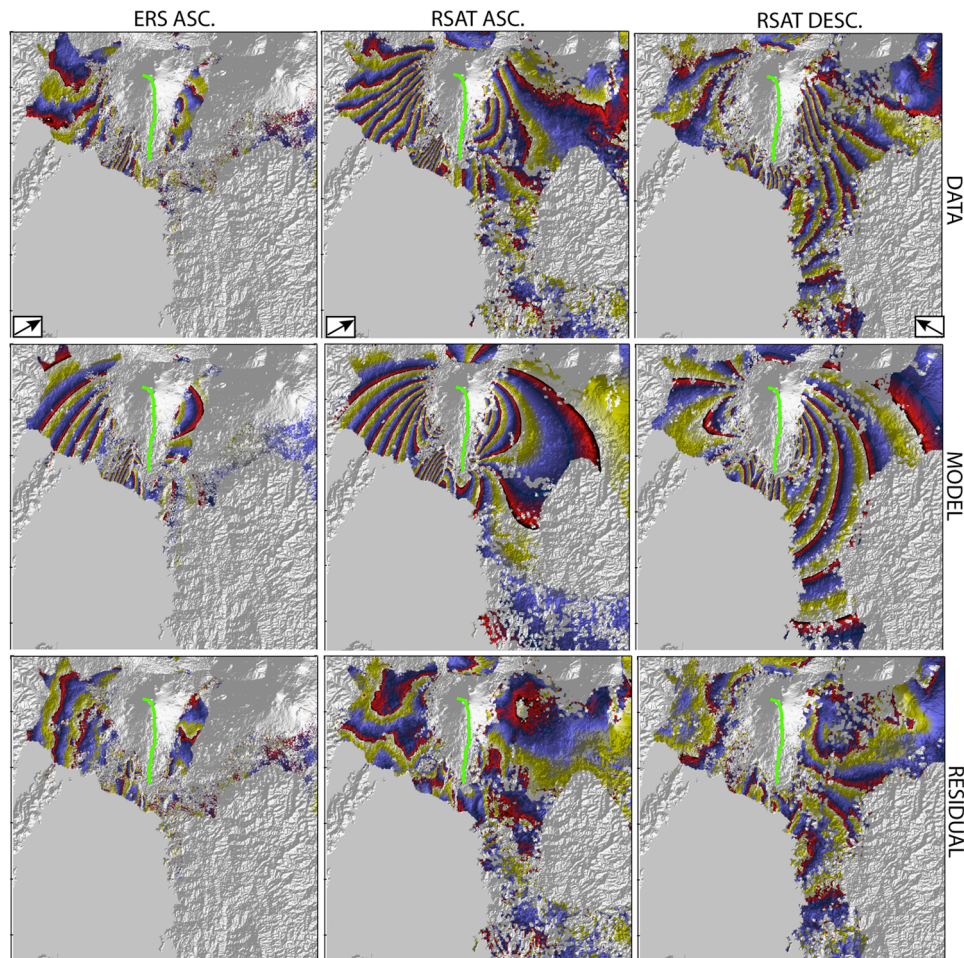 ERS ASC.
RSAT ASC.
RSAT DESC.
DATA
MODEL
RESIDUAL